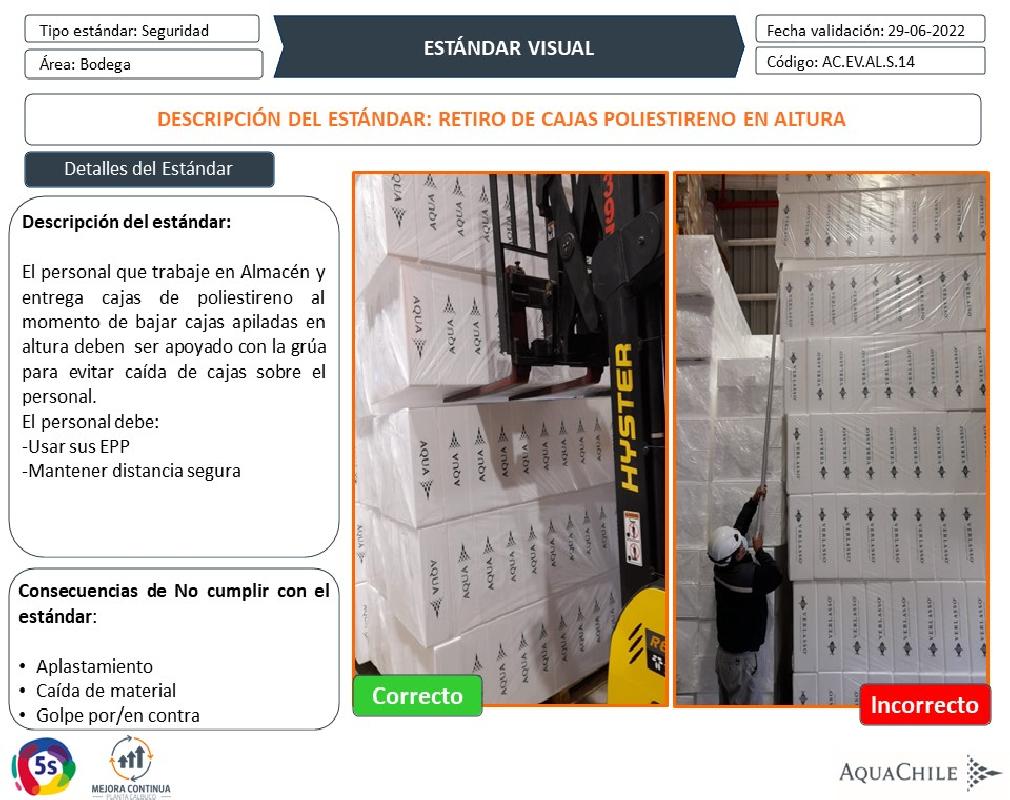 Tipo estándar: Seguridad
Área: Bodega
ESTÁNDAR VISUAL
Fecha validación: 29-06-2022
Código: AC.EV.AL.S.14
DESCRIPCIÓN DEL ESTÁNDAR: RETIRO DE CAJAS POLIESTIRENO EN ALTURA
Detalles del Estándar
Descripción del estándar:
El personal que trabaje en Almacén y
entrega cajas de poliestireno al
momento de bajar cajas apiladas en
altura deben ser apoyado con la grúa
para evitar caída de cajas sobre el
personal.
El personal debe:
-Usar sus EPP
-Mantener distancia segura
Consecuencias de No cumplir con el
estándar:
• Aplastamiento
• Caída de material
• Golpe por/en contra
AQUA
HYSTER
Correcto
VERLASSO
Incorrecto
5s
MEJORA CONTINUA
PLANTA CALBUCO
AQUACHILE